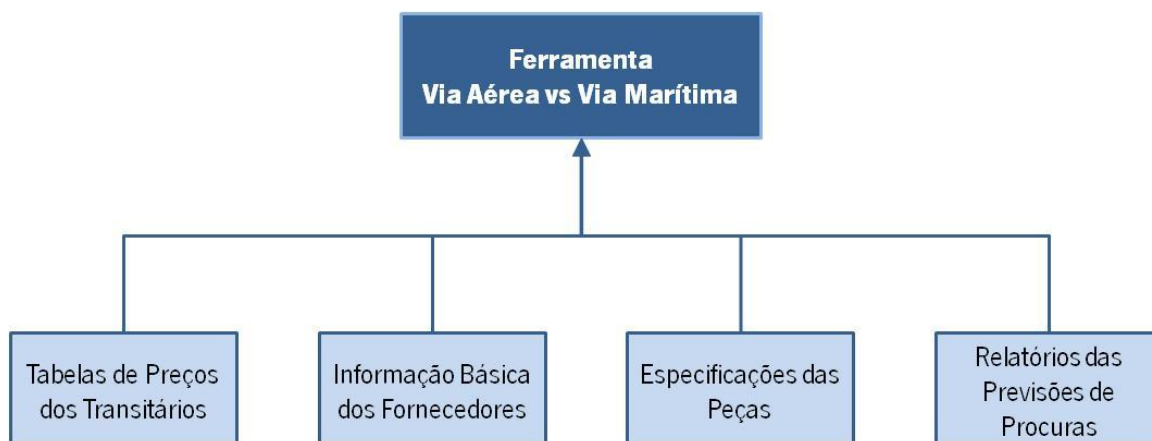 Ferramenta
Via Aérea vs Via Marítima
Tabelas de Preços
dos Transitários
Informação Básica
dos Fornecedores
Especificações das
Peças
Relatórios das
Previsões de
Procuras